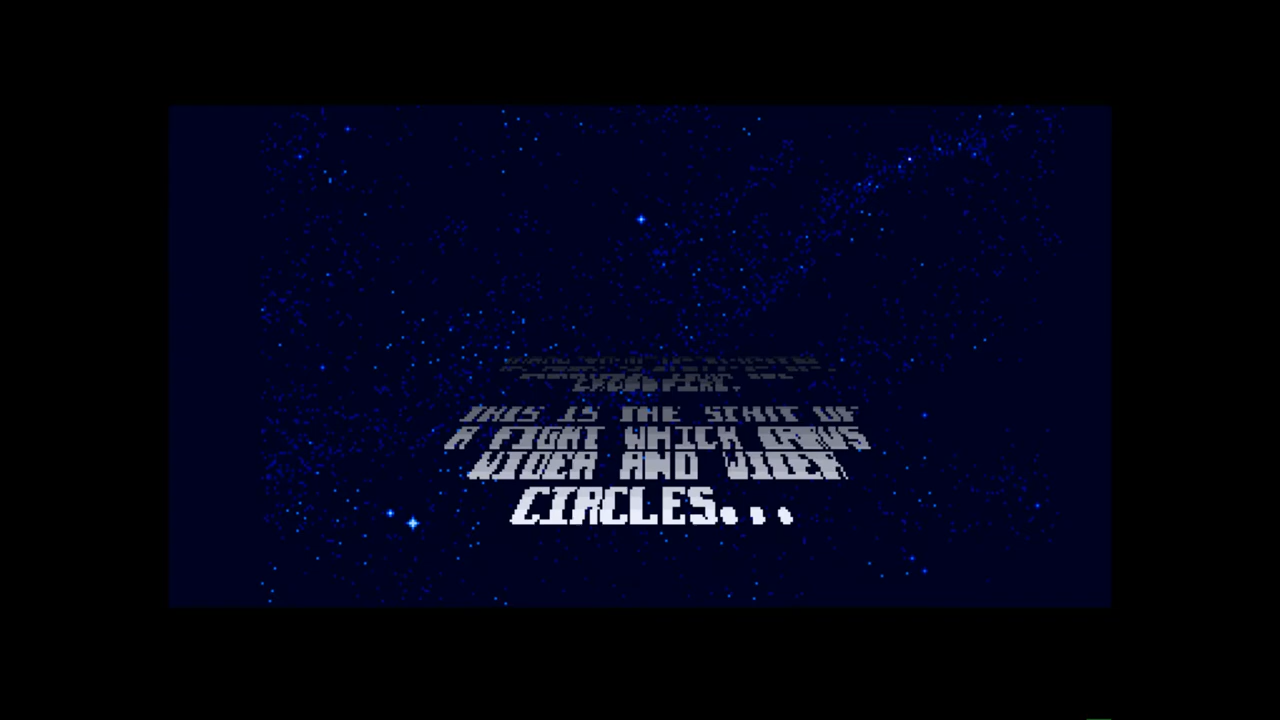 CROSSFIRE.
THIS IS THE START OF
A FIGHT WHICH DRAWS
WIDER AND WIDER
CIRCLES...